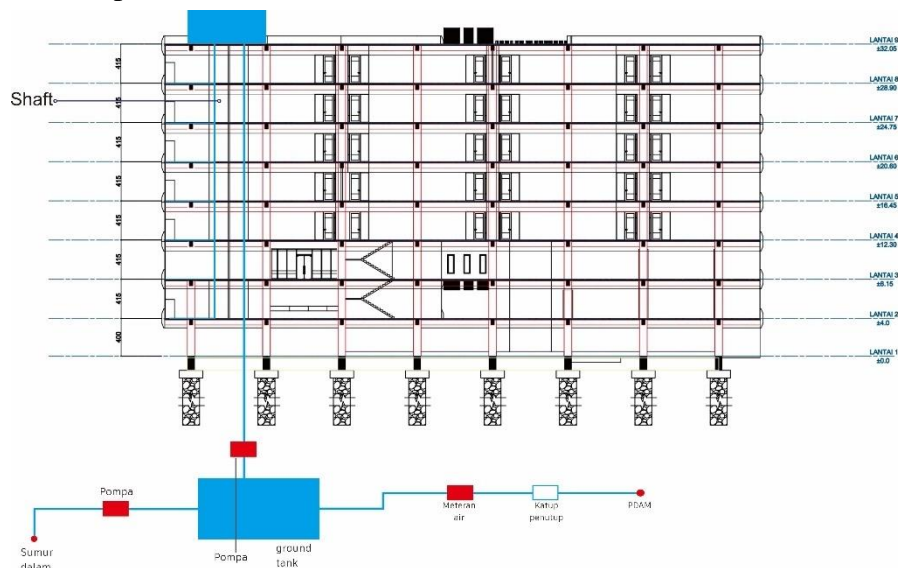 LANTAI 9
±32.05
415
LANTAI 8
±28.90
Shaft
415
LANTAI 7
±24.75
415
LANTAI 6
±20.60
415
LANTAI 5
±16.45
415
LANTAI 4
±12.30
415
LANTAI 3
±8.15
415
LANTAI 2
±4.0
400
LANTAI 1
±0.0
Pompa
Meteran
air
Katup
penutup
PDAM
Sumur
dalam
Pompa
ground
tank